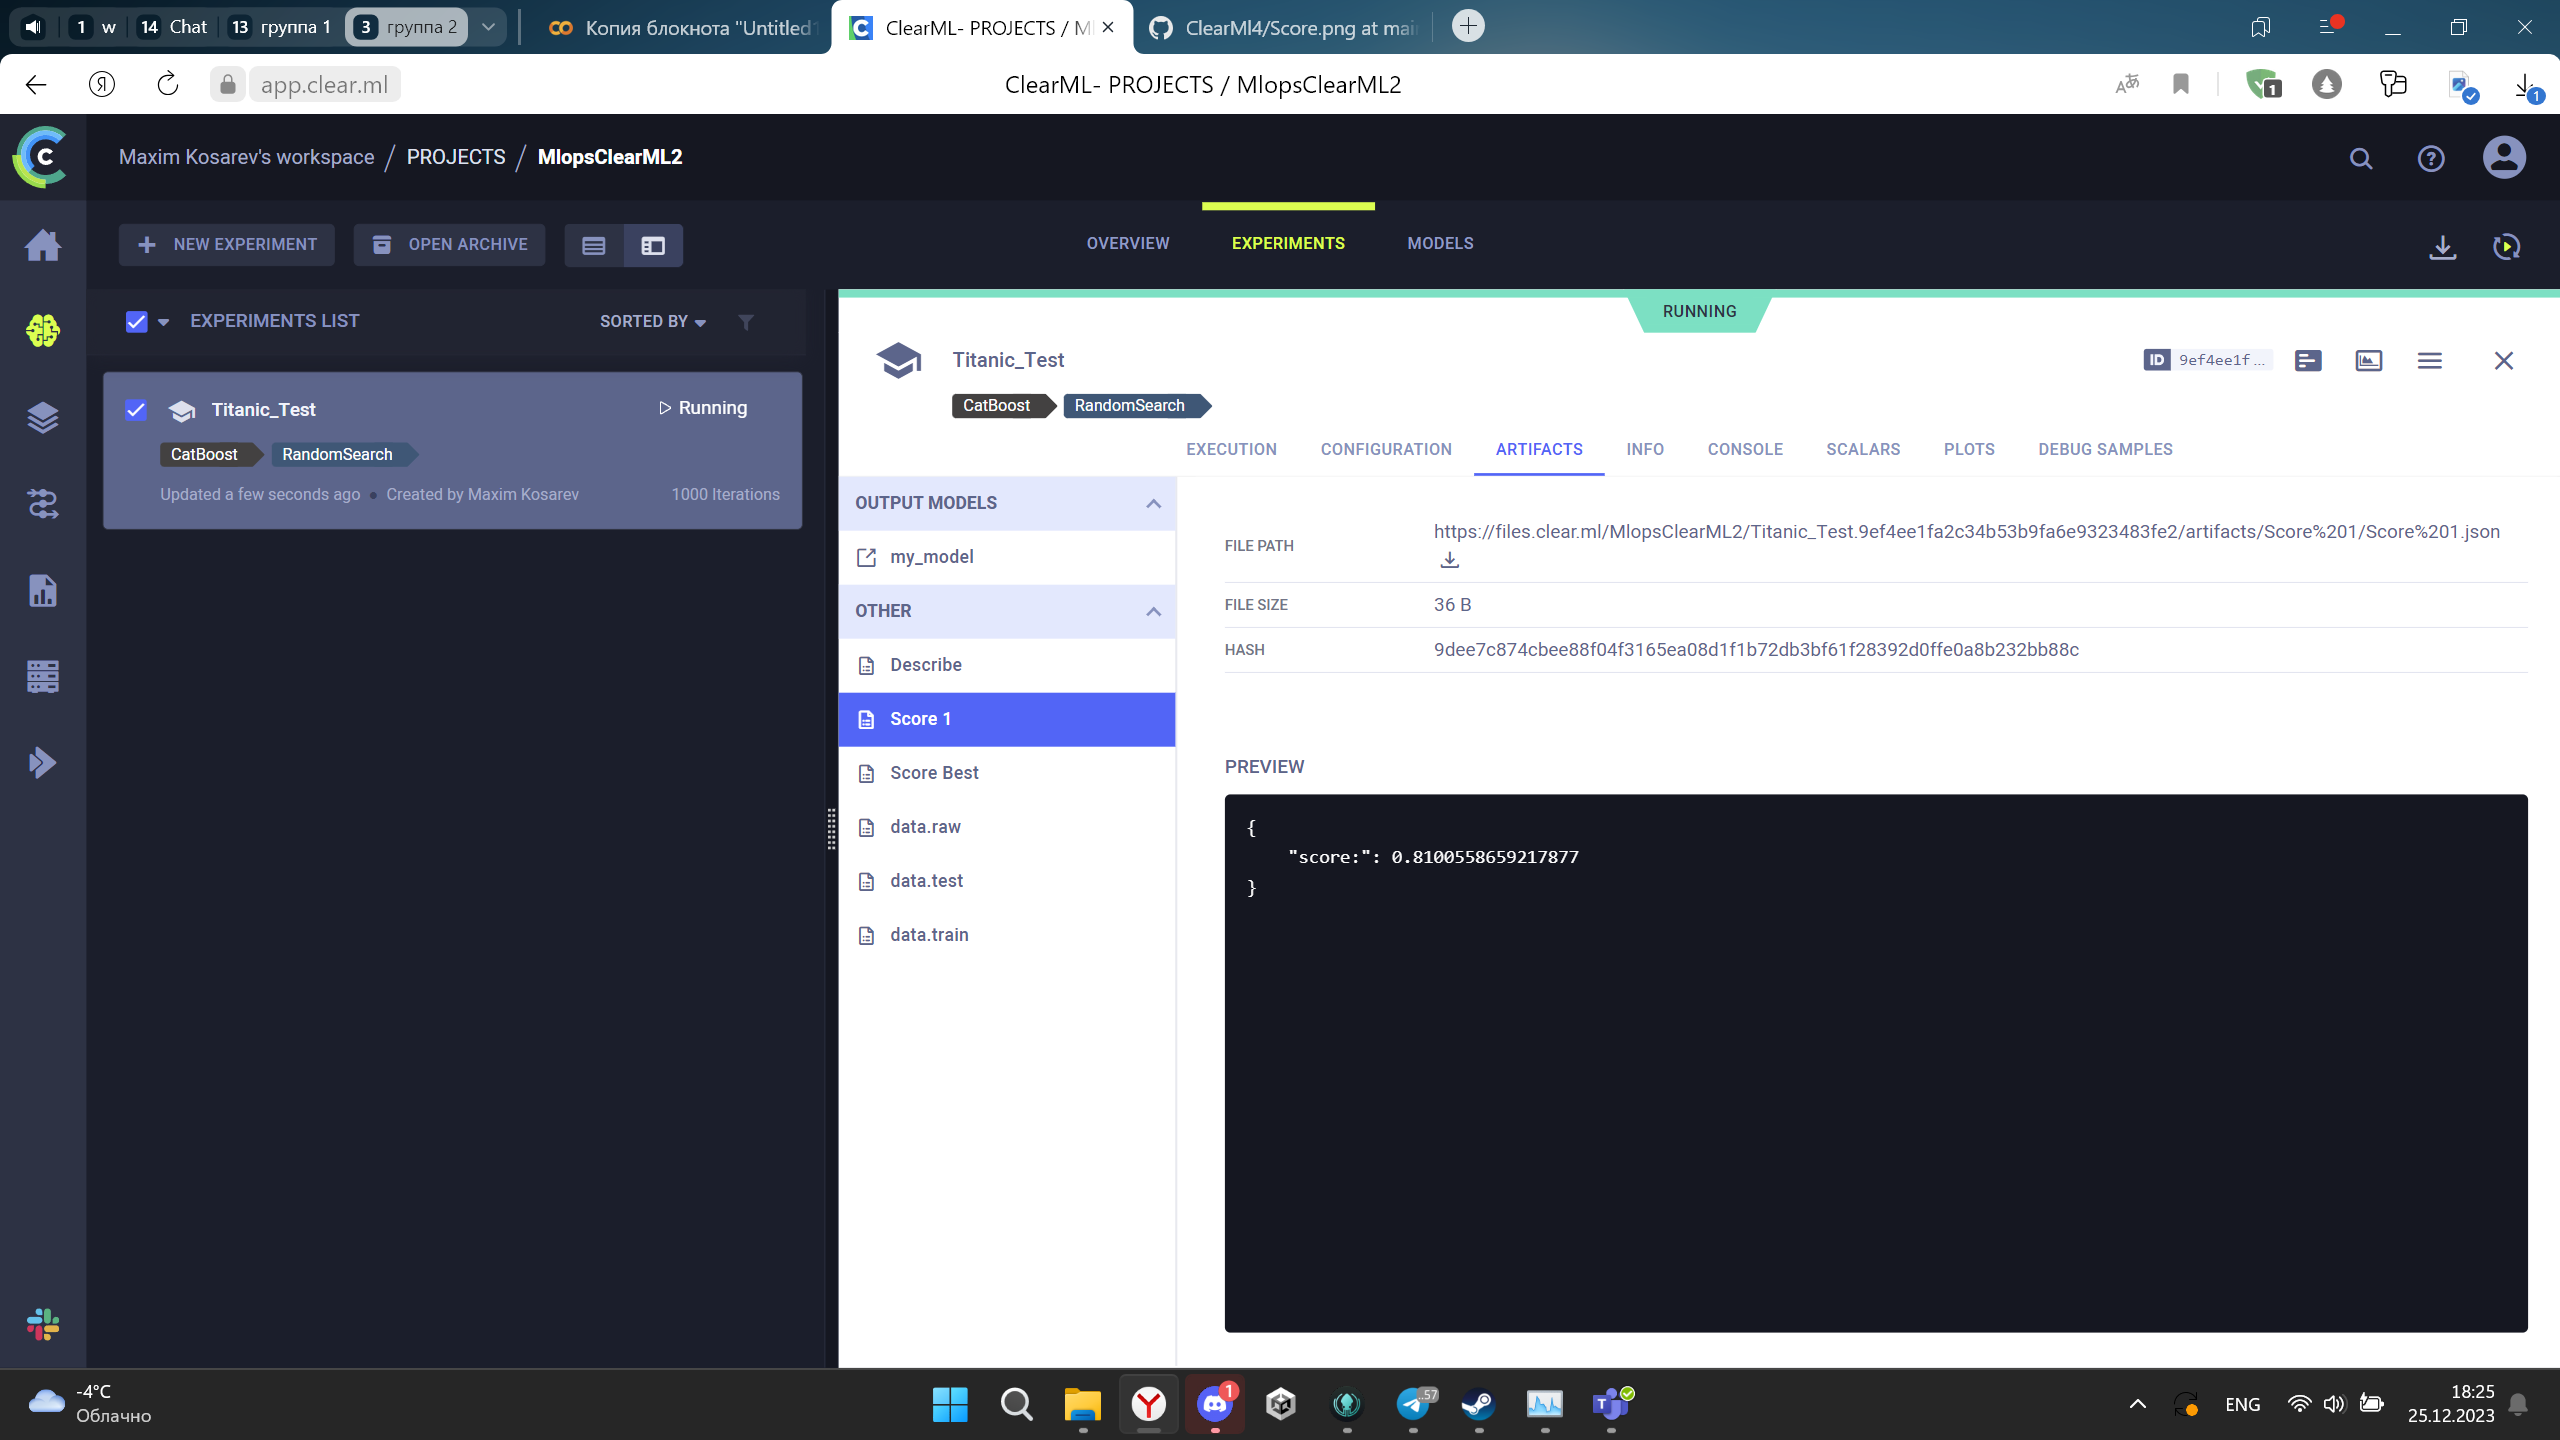 1 w 14 Chat 13 группа 1 3 группа 2 Копия блокнота "Untitled1 ClearML- PROJECTS / Ml ClearMl4/Score.png at mai
app.clear.ml ClearML- PROJECTS / MlopsClearML2 1 1
Maxim Kosarev's workspace / PROJECTS / MlopsClearML2
NEW EXPERIMENT OPEN ARCHIVE OVERVIEW EXPERIMENTS MODELS
EXPERIMENTS LIST SORTED BY
Titanic_Test Running
CatBoost RandomSearch
Updated a few seconds ago • Created by Maxim Kosarev 1000 Iterations
RUNNING
Titanic_Test ID 9ef4ee1f...
CatBoost RandomSearch
EXECUTION CONFIGURATION ARTIFACTS INFO CONSOLE SCALARS PLOTS DEBUG SAMPLES
OUTPUT MODELS
my_model
OTHER
Describe
Score 1
Score Best
data.raw
data.test
data.train
FILE PATH https://files.clear.ml/MlopsClearML2/Titanic_Test.9ef4ee1fa2c34b53b9fa6e9323483fe2/artifacts/Score%201/Score%201.json
FILE SIZE 36 B
HASH 9dee7c874cbee88f04f3165ea08d1f1b72db3bf61f28392d0ffe0a8b232bb88c
PREVIEW
{
"score:": 0.8100558659217877
}
-4°C
Облачно
1
..57
ENG
18:25
25.12.2023